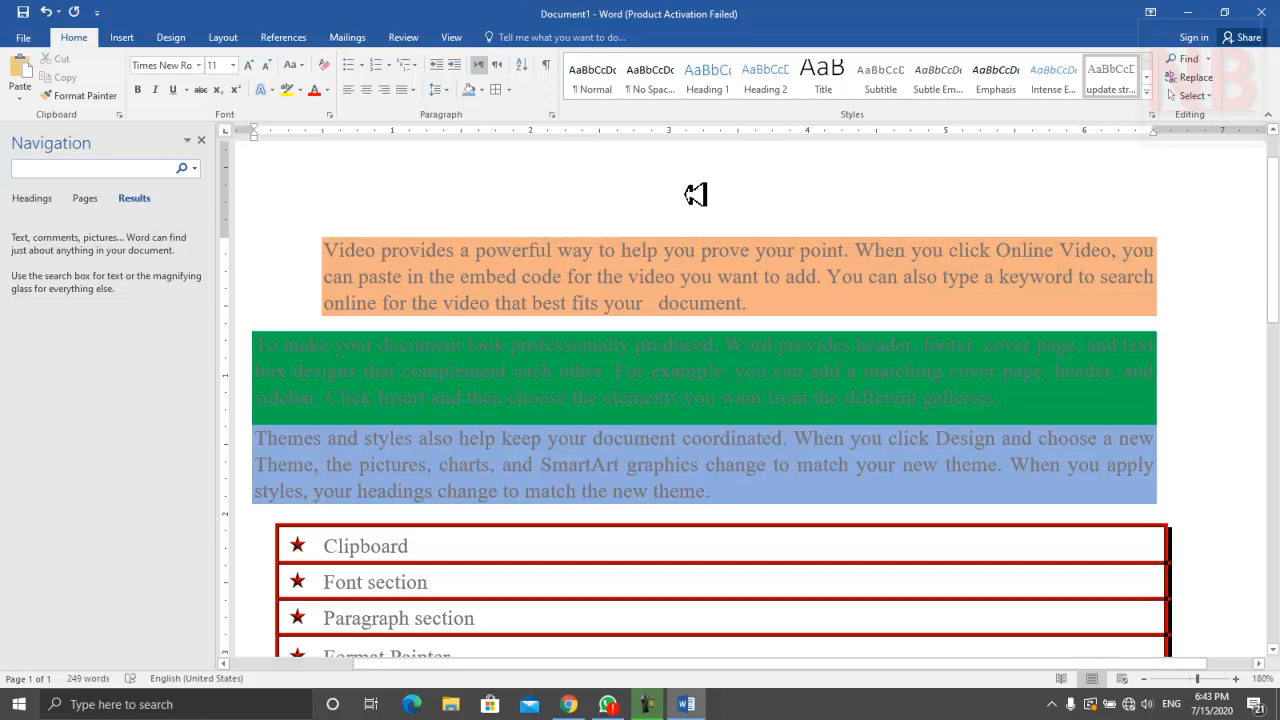 Document1 - Word (Product Activation Failed)
File Home Insert Design Layout References Mailings Review View Tell me what you want to do... Sign in Share
Paste
Cut
Copy
Format Painter
Clipboard
Times New Ro 11
Font
Paragraph
AaBbCcDc AaBbCcDc AaBbCc AaBbCcD AaB AaBbCcD AaBbCcDc AaBbCcDc AaBbCcDc AaBbCcD
¶ Normal ¶ No Spac... Heading 1 Heading 2 Title Subtitle Subtle Em... Emphasis Intense E... update str...
Styles
Find
Replace
Select
Editing
Navigation
Headings Pages Results
Text, comments, pictures... Word can find
just about anything in your document.
Use the search box for text or the magnifying
glass for everything else.
1 2 3 4 5 6 7
Video provides a powerful way to help you prove your point. When you click Online Video, you
can paste in the embed code for the video you want to add. You can also type a keyword to search
online for the video that best fits your document.
To make your document look professionally produced, Word provides header, footer, cover page, and text
box designs that complement each other. For example, you can add a matching cover page, header, and
sidebar. Click Insert and then choose the elements you want from the different galleries.
Themes and styles also help keep your document coordinated. When you click Design and choose a new
Theme, the pictures, charts, and SmartArt graphics change to match your new theme. When you apply
styles, your headings change to match the new theme.
Clipboard
Font section
Paragraph section
Format Painter
Page 1 of 1 249 words English (United States) 180%
Type here to search
ENG
6:43 PM
7/15/2020
21